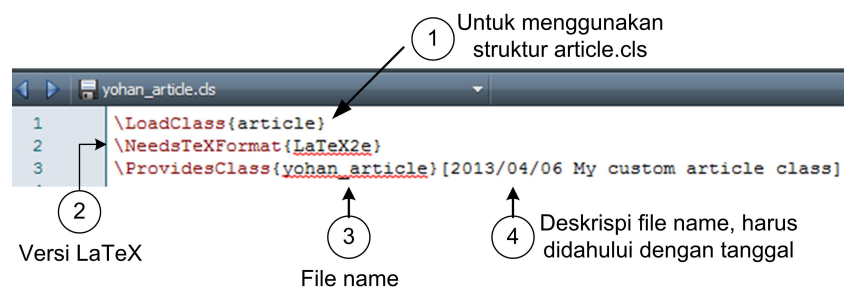 1 Untuk menggunakan
struktur article.cls
yohan_article.cls
1 \LoadClass{article}
2 \NeedsTeXFormat{LaTeX2e}
3 \ProvidesClass{yohan_article}[2013/04/06 My custom article class]
2
Versi LaTeX
3
File name
4 Deskrispi file name, harus
didahului dengan tanggal